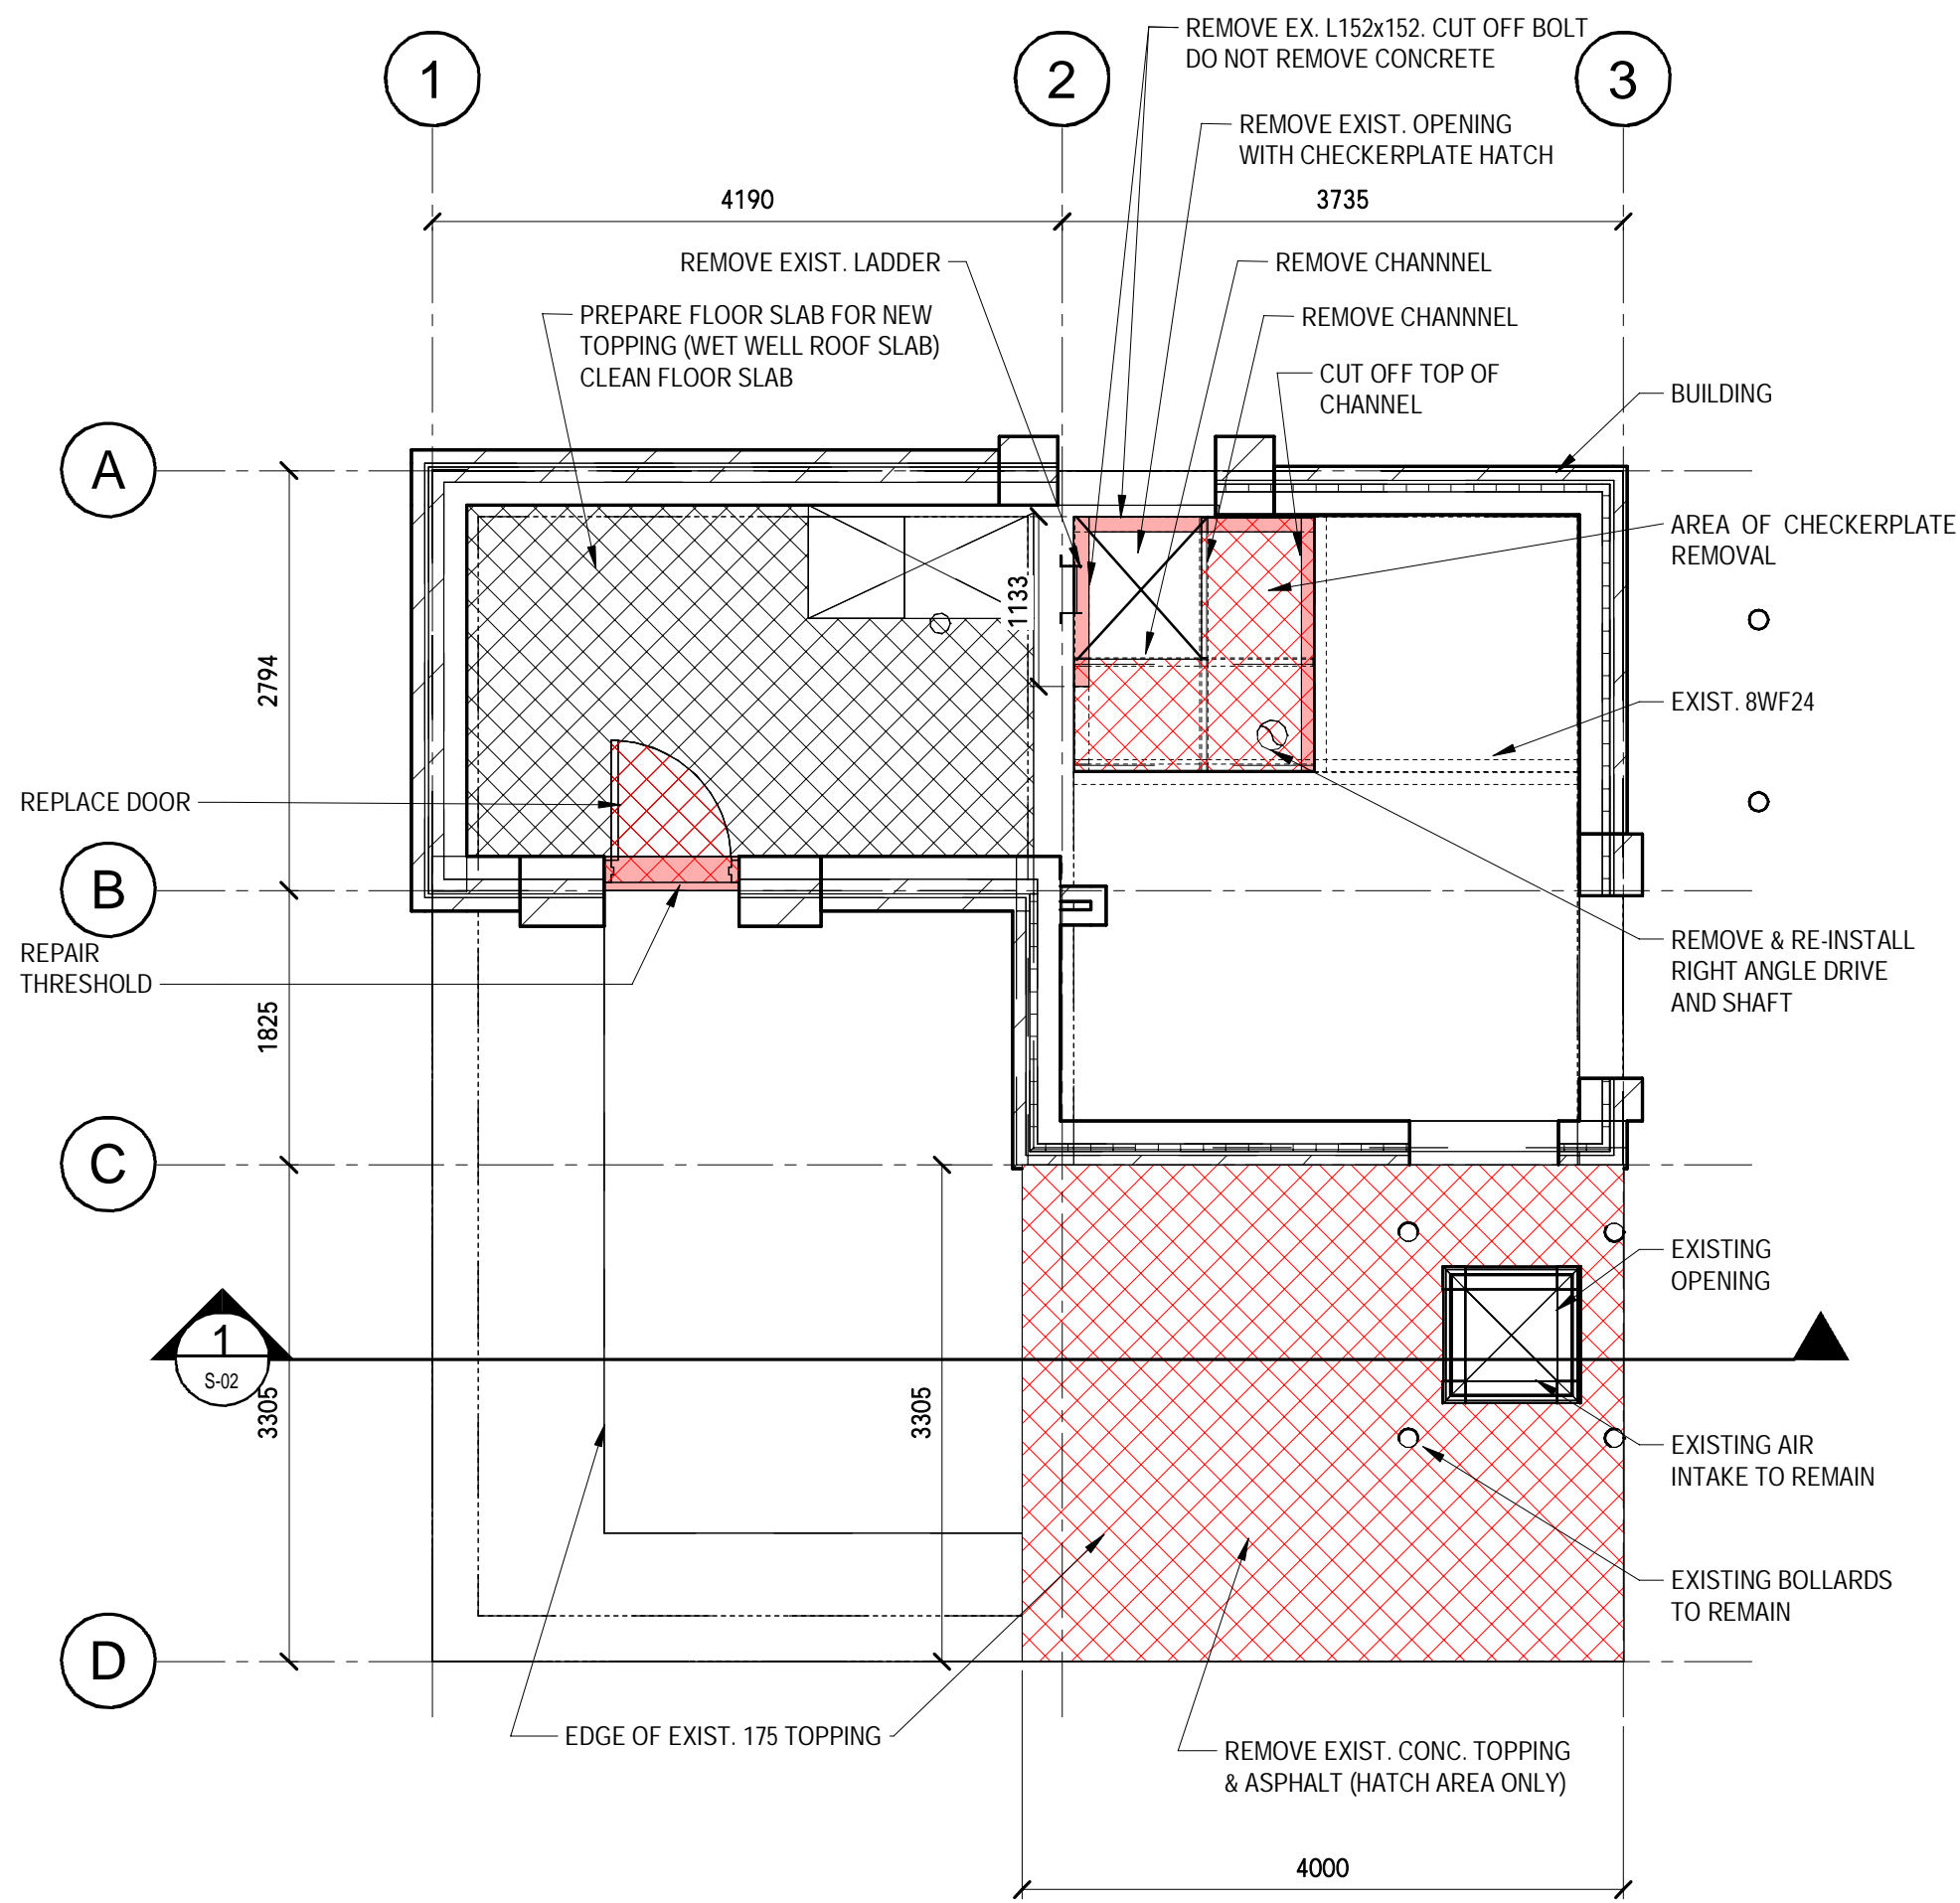 REMOVE EX. L152x152. CUT OFF BOLT
DO NOT REMOVE CONCRETE
1
2
3
REMOVE EXIST. OPENING
WITH CHECKERPLATE HATCH
4190
3735
REMOVE EXIST. LADDER
REMOVE CHANNNEL
PREPARE FLOOR SLAB FOR NEW
TOPPING (WET WELL ROOF SLAB)
CLEAN FLOOR SLAB
REMOVE CHANNNEL
CUT OFF TOP OF
CHANNEL
BUILDING
A
AREA OF CHECKERPLATE
REMOVAL
1133
2794
EXIST. 8WF24
REPLACE DOOR
B
REPAIR
THRESHOLD
REMOVE & RE-INSTALL
RIGHT ANGLE DRIVE
AND SHAFT
1825
C
EXISTING
OPENING
1
S-02
3305
3305
EXISTING AIR
INTAKE TO REMAIN
EXISTING BOLLARDS
TO REMAIN
D
EDGE OF EXIST. 175 TOPPING
REMOVE EXIST. CONC. TOPPING
& ASPHALT (HATCH AREA ONLY)
4000